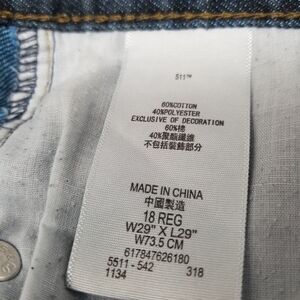 511™
60%COTTON
40%POLYESTER
EXCLUSIVE OF DECORATION
60%棉
40%聚酯纖維
不包括裝飾部分
MADE IN CHINA
中國製造
18 REG
W29" X L29"
W73.5 CM
617847626180
5511 - 542 318
1134